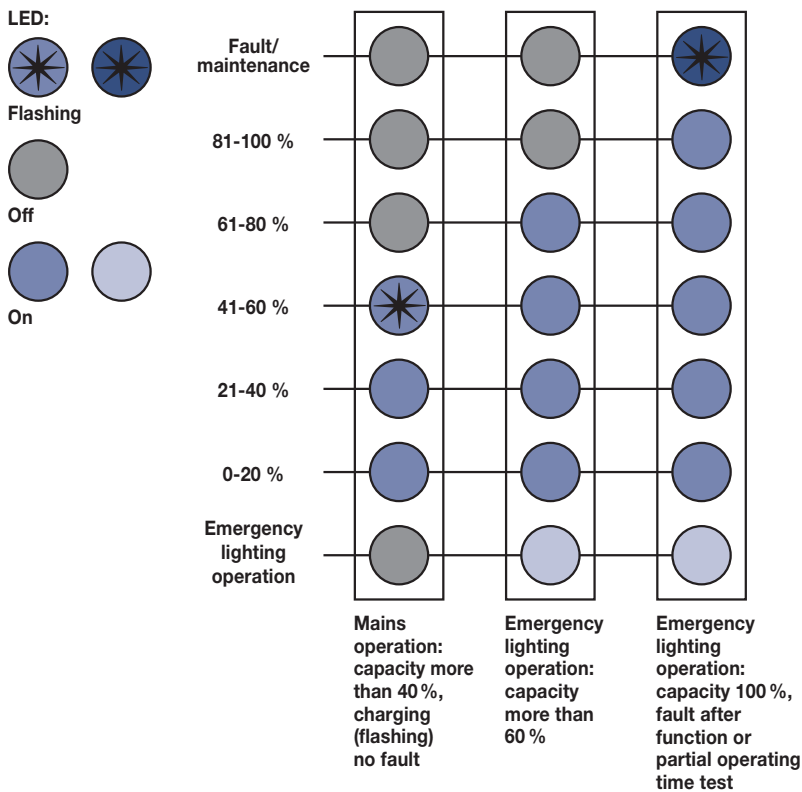 LED:
Flashing
Off
On
Fault/
maintenance
81-100 %
61-80 %
41-60 %
21-40 %
0-20 %
Emergency
lighting
operation
Mains
operation:
capacity more
than 40 %,
charging
(flashing)
no fault
Emergency
lighting
operation:
capacity
more than
60 %
Emergency
lighting
operation:
capacity 100 %,
fault after
function or
partial operating
time test